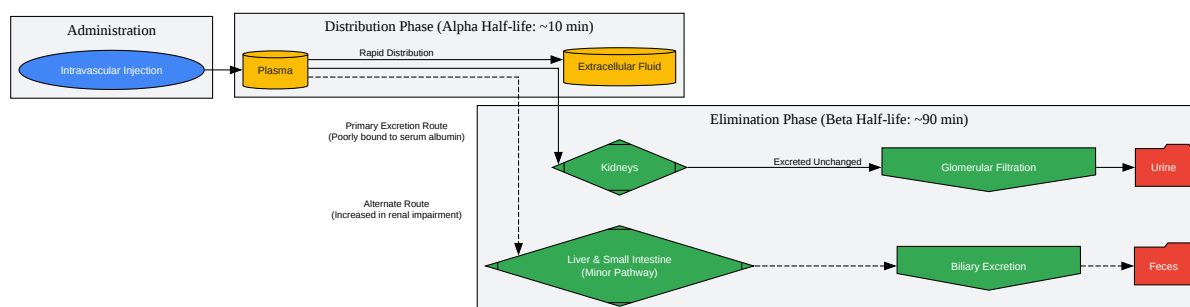 Administration
Intravascular Injection
Distribution Phase (Alpha Half-life: ~10 min)
Plasma
Rapid Distribution
Extracellular Fluid
Elimination Phase (Beta Half-life: ~90 min)
Primary Excretion Route
(Poorly bound to serum albumin)
Kidneys
Excreted Unchanged
Glomerular Filtration
Urine
Alternate Route
(Increased in renal impairment)
Liver & Small Intestine
(Minor Pathway)
Biliary Excretion
Feces